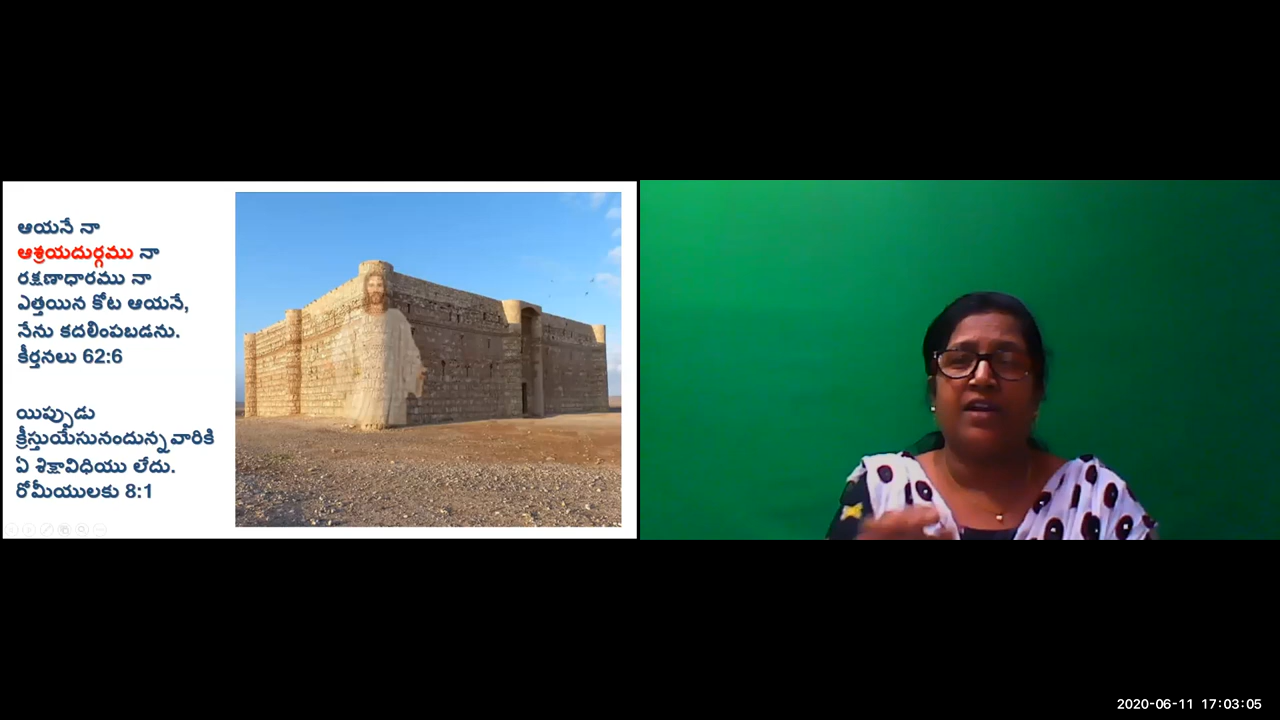 ఆయనే నా
ఆశ్రయదుర్గము నా
రక్షణాధారము నా
ఎత్తయిన కోట ఆయనే,
నేను కదలింపబడను.
కీర్తనలు 62:6
యిప్పుడు
క్రీస్తుయేసునందున్న వారికి
ఏ శిక్షావిధియు లేదు.
రోమీయులకు 8:1
2020-06-11 17:03:05